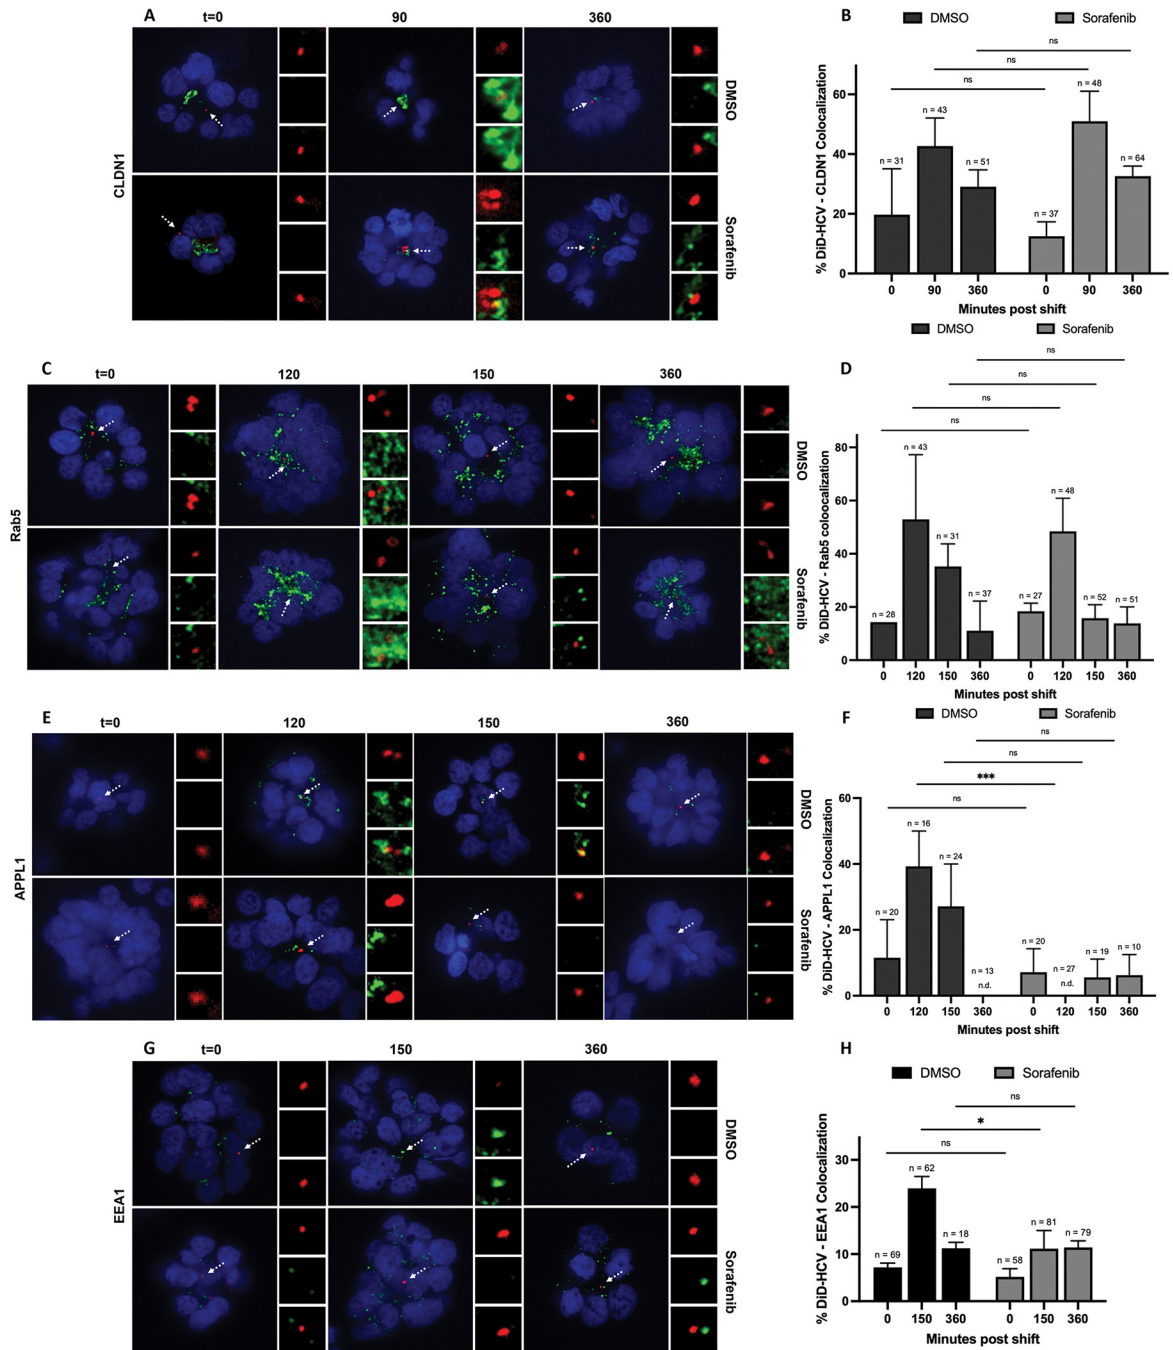 A t=0 90 360
DMSO
CLDN1
Sorafenib
B DMSO Sorafenib
ns
ns
ns
% DiD-HCV - CLDN1 Colocalization
60
40
20
0
n = 31 n = 43 n = 51 n = 37 n = 48 n = 64
0 90 360 0 90 360
Minutes post shift
C t=0 120 150 360
DMSO
Rab5
Sorafenib
DMSO Sorafenib
D
ns
ns
ns
ns
% DiD-HCV - Rab5 coloocalization
80
60
40
20
0
n = 28 n = 43 n = 31 n = 37 n = 27 n = 48 n = 52 n = 51
0 120 150 360 0 120 150 360
Minutes post shift
E t=0 120 150 360
DMSO
APPL1
Sorafenib
F DMSO Sorafenib
ns
ns
***
ns
% DiD-HCV - APPL1 Colocalization
60
40
20
0
n = 20 n = 16 n = 24 n = 13 n.d. n = 20 n = 27 n.d. n = 19 n = 10
0 120 150 360 0 120 150 360
Minutes post shift
G t=0 150 360
DMSO
EEA1
Sorafenib
H
DMSO Sorafenib
ns
*
ns
% DiD-HCV - EEA1 Colocalization
30
20
10
0
n = 69 n = 62 n = 18 n = 58 n = 81 n = 79
0 150 360 0 150 360
Minutes post shift